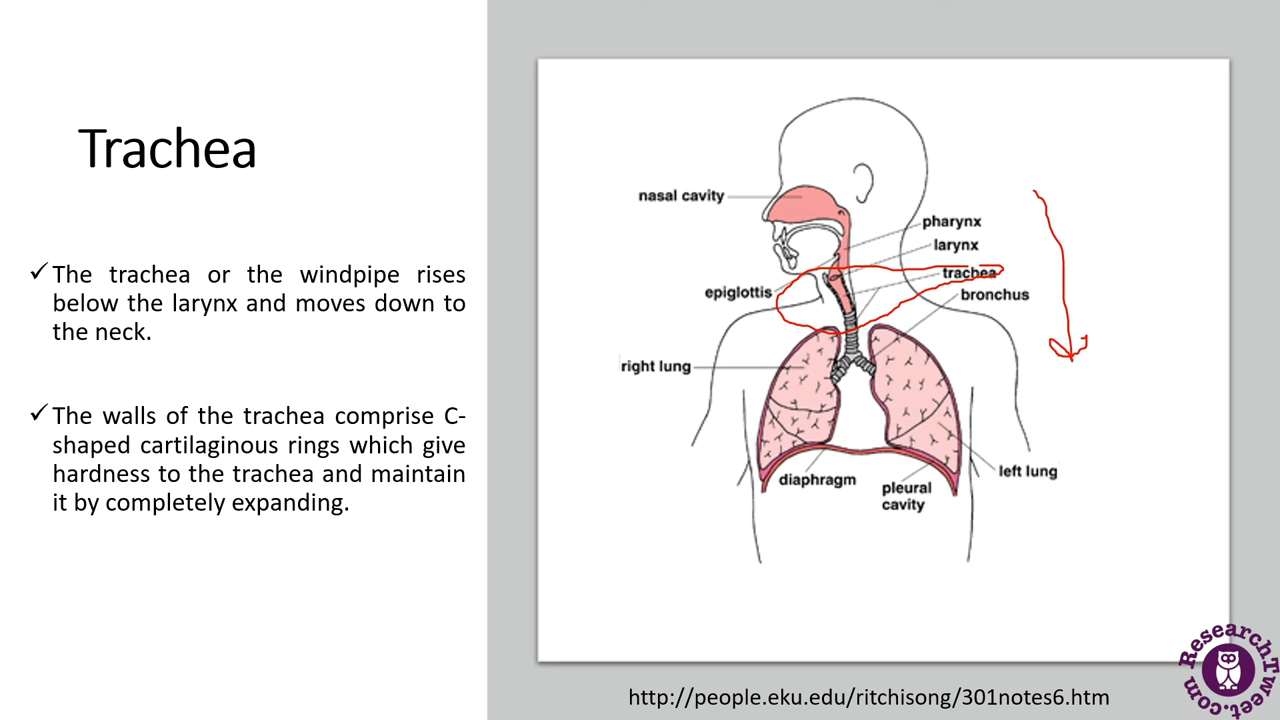 Trachea
✓ The trachea or the windpipe rises
below the larynx and moves down to
the neck.
✓ The walls of the trachea comprise C-
shaped cartilaginous rings which give
hardness to the trachea and maintain
it by completely expanding.
nasal cavity
pharynx
larynx
trachea
epiglottis
bronchus
right lung
left lung
diaphragm
pleural
cavity
http://people.eku.edu/ritchisong/301notes6.htm
ResearchTweet.com